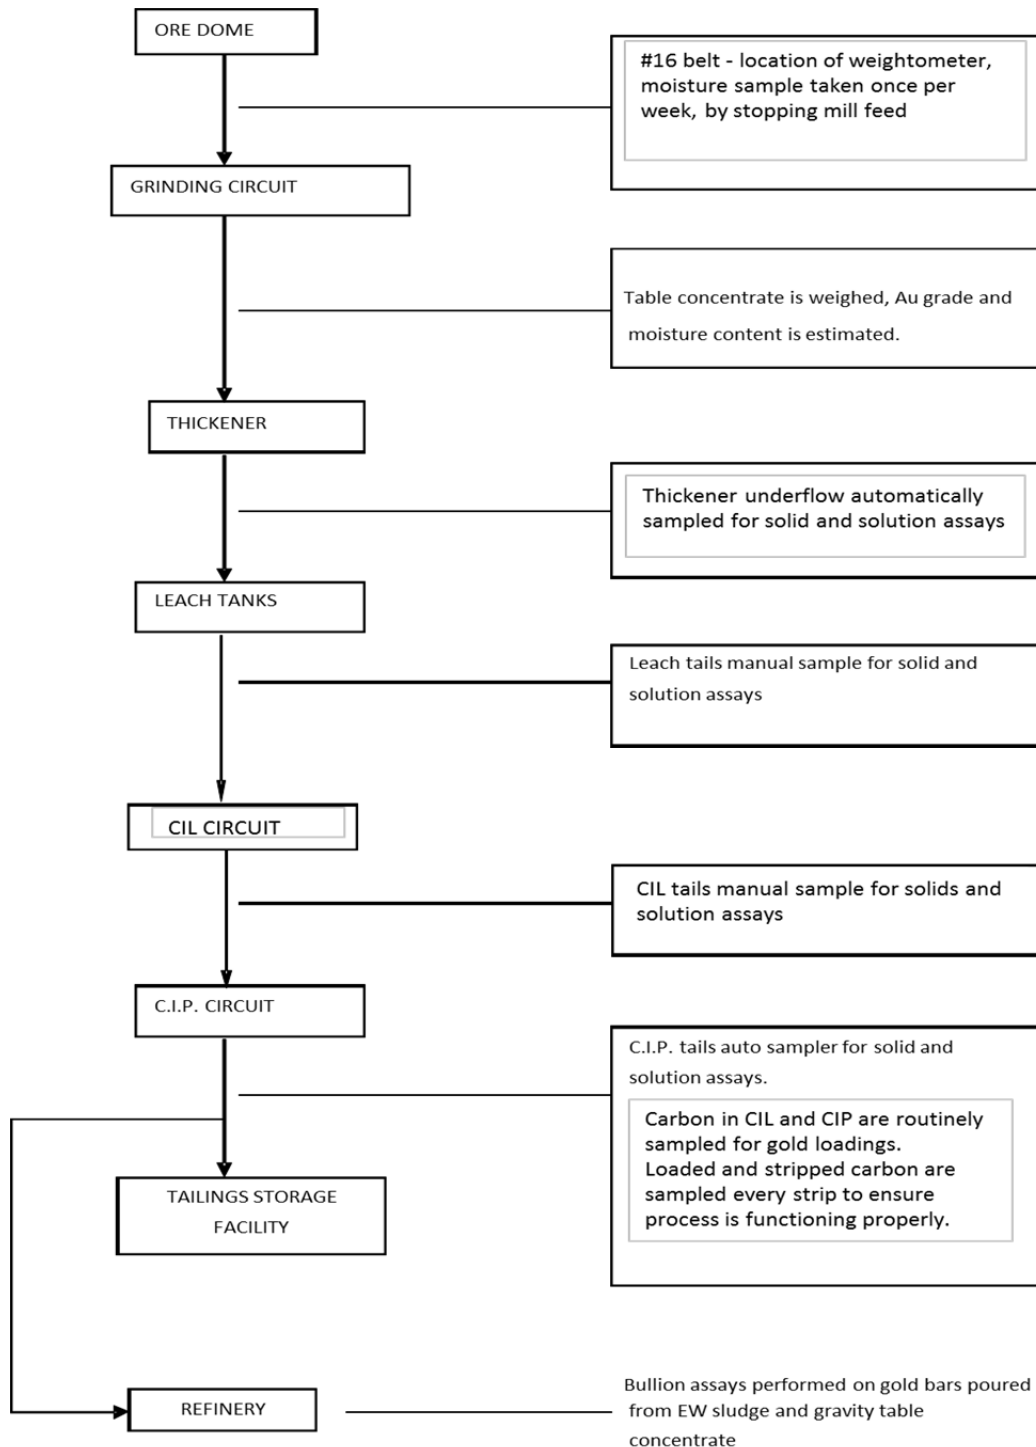 ORE DOME
#16 belt - location of weightometer,
moisture sample taken once per
week, by stopping mill feed
GRINDING CIRCUIT
Table concentrate is weighed, Au grade and
moisture content is estimated.
THICKENER
Thickener underflow automatically
sampled for solid and solution assays
LEACH TANKS
Leach tails manual sample for solid and
solution assays
CIL CIRCUIT
CIL tails manual sample for solids and
solution assays
C.I.P. CIRCUIT
C.I.P. tails auto sampler for solid and
solution assays.
Carbon in CIL and CIP are routinely
sampled for gold loadings.
Loaded and stripped carbon are
sampled every strip to ensure
process is functioning properly.
TAILINGS STORAGE
FACILITY
REFINERY
Bullion assays performed on gold bars poured
from EW sludge and gravity table
concentrate